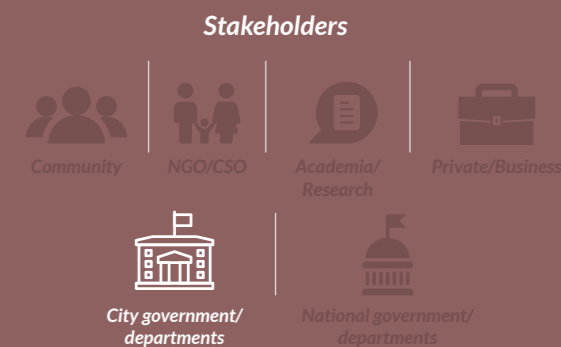 Stakeholders
Community
NGO/CSO
Academia/
Research
Private/Business
City government/
departments
National government/
departments